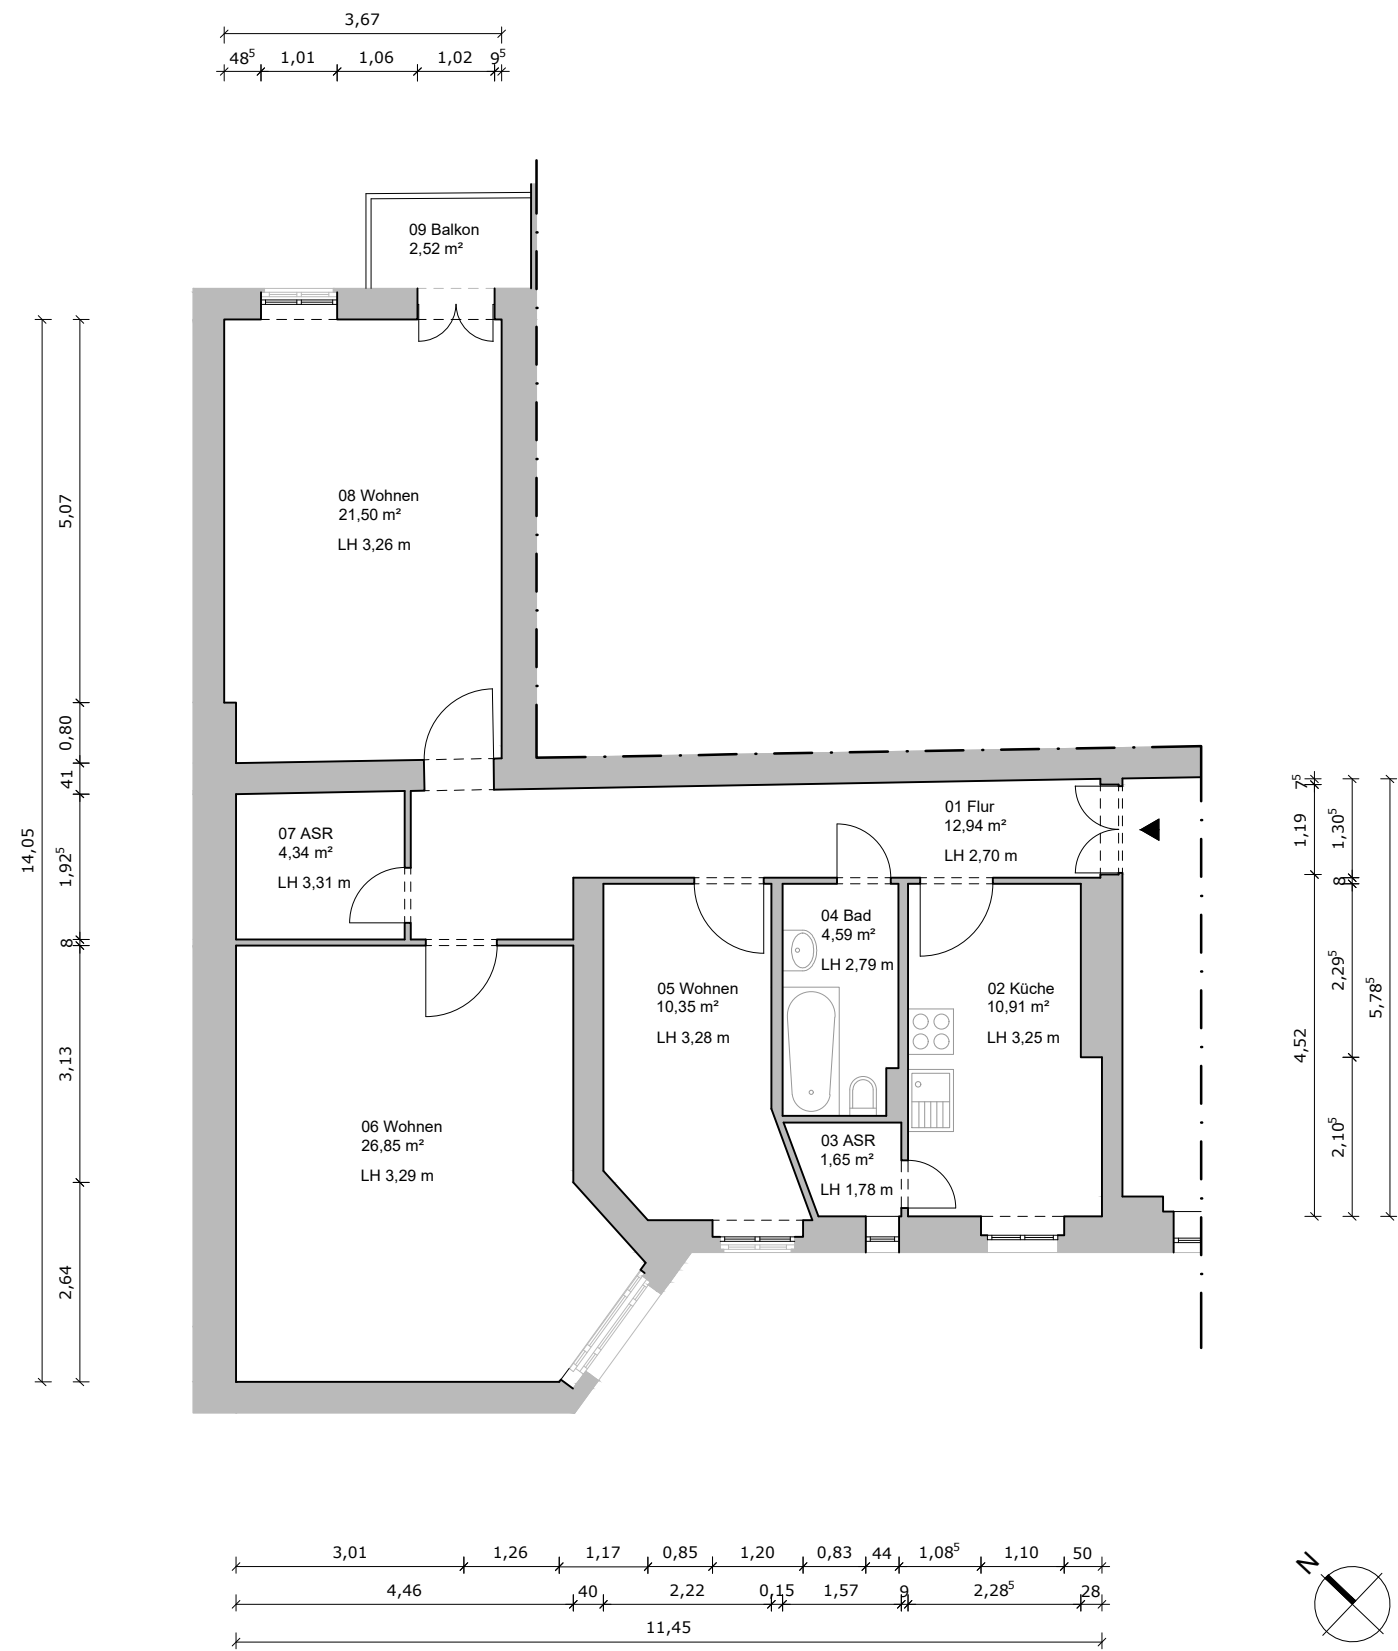 3,67
48⁵ 1,01 1,06 1,02 9⁵
09 Balkon
2,52 m²
08 Wohnen
21,50 m²
LH 3,26 m
5,07
0,80
41
14,05
1,92⁵
8
3,13
2,64
07 ASR
4,34 m²
LH 3,31 m
01 Flur
12,94 m²
LH 2,70 m
04 Bad
4,59 m²
LH 2,79 m
05 Wohnen
10,35 m²
LH 3,28 m
02 Küche
10,91 m²
LH 3,25 m
06 Wohnen
26,85 m²
LH 3,29 m
03 ASR
1,65 m²
LH 1,78 m
7⁵
1,19
4,52
1,30⁵
8
2,29⁵
2,10⁵
5,78⁵
3,01 1,26 1,17 0,85 1,20 0,83 44 1,08⁵ 1,10 50
4,46 40 2,22 0,15 1,57 9 2,28⁵ 28
11,45
N